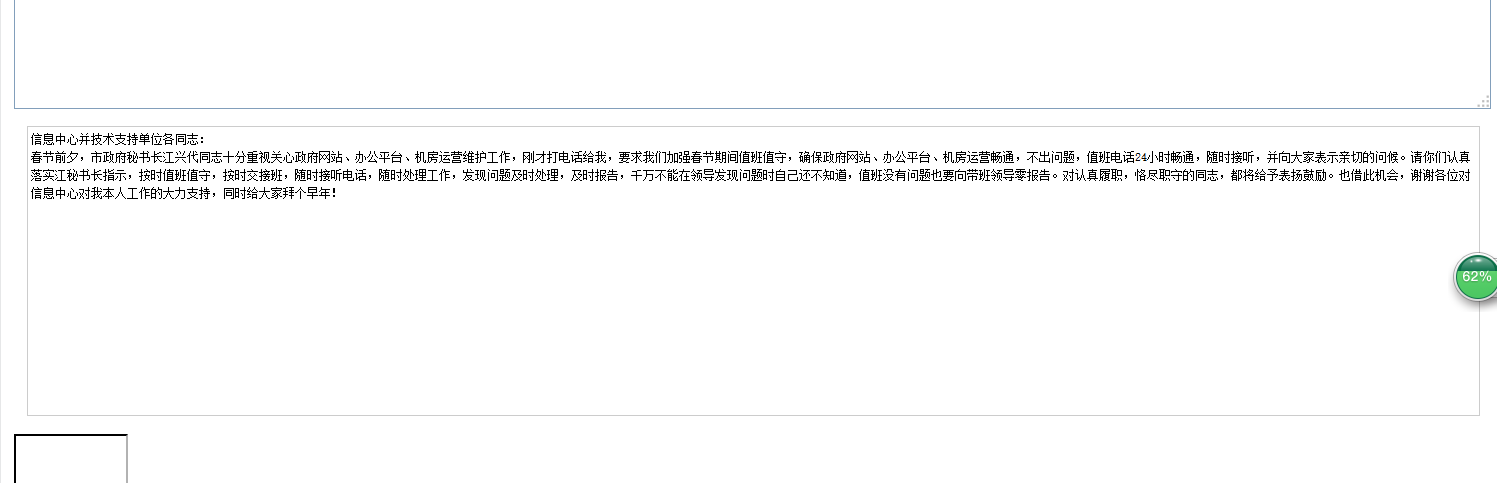 信息中心并技术支持单位各同志：
春节前夕，市政府秘书长江兴代同志十分重视关心政府网站、办公平台、机房运营维护工作，刚才打电话给我，要求我们加强春节期间值班值守，确保政府网站、办公平台、机房运营畅通，不出问题，值班电话24小时畅通，随时接听，并向大家表示亲切的问候。请你们认真
落实江秘书长指示，按时值班值守，按时交接班，随时接听电话，随时处理工作，发现问题及时处理，及时报告，千万不能在领导发现问题时自己还不知道，值班没有问题也要向带班领导零报告。对认真履职，恪尽职守的同志，都将给予表扬鼓励。也借此机会，谢谢各位对
信息中心对我本人工作的大力支持，同时给大家拜个早年！
62%